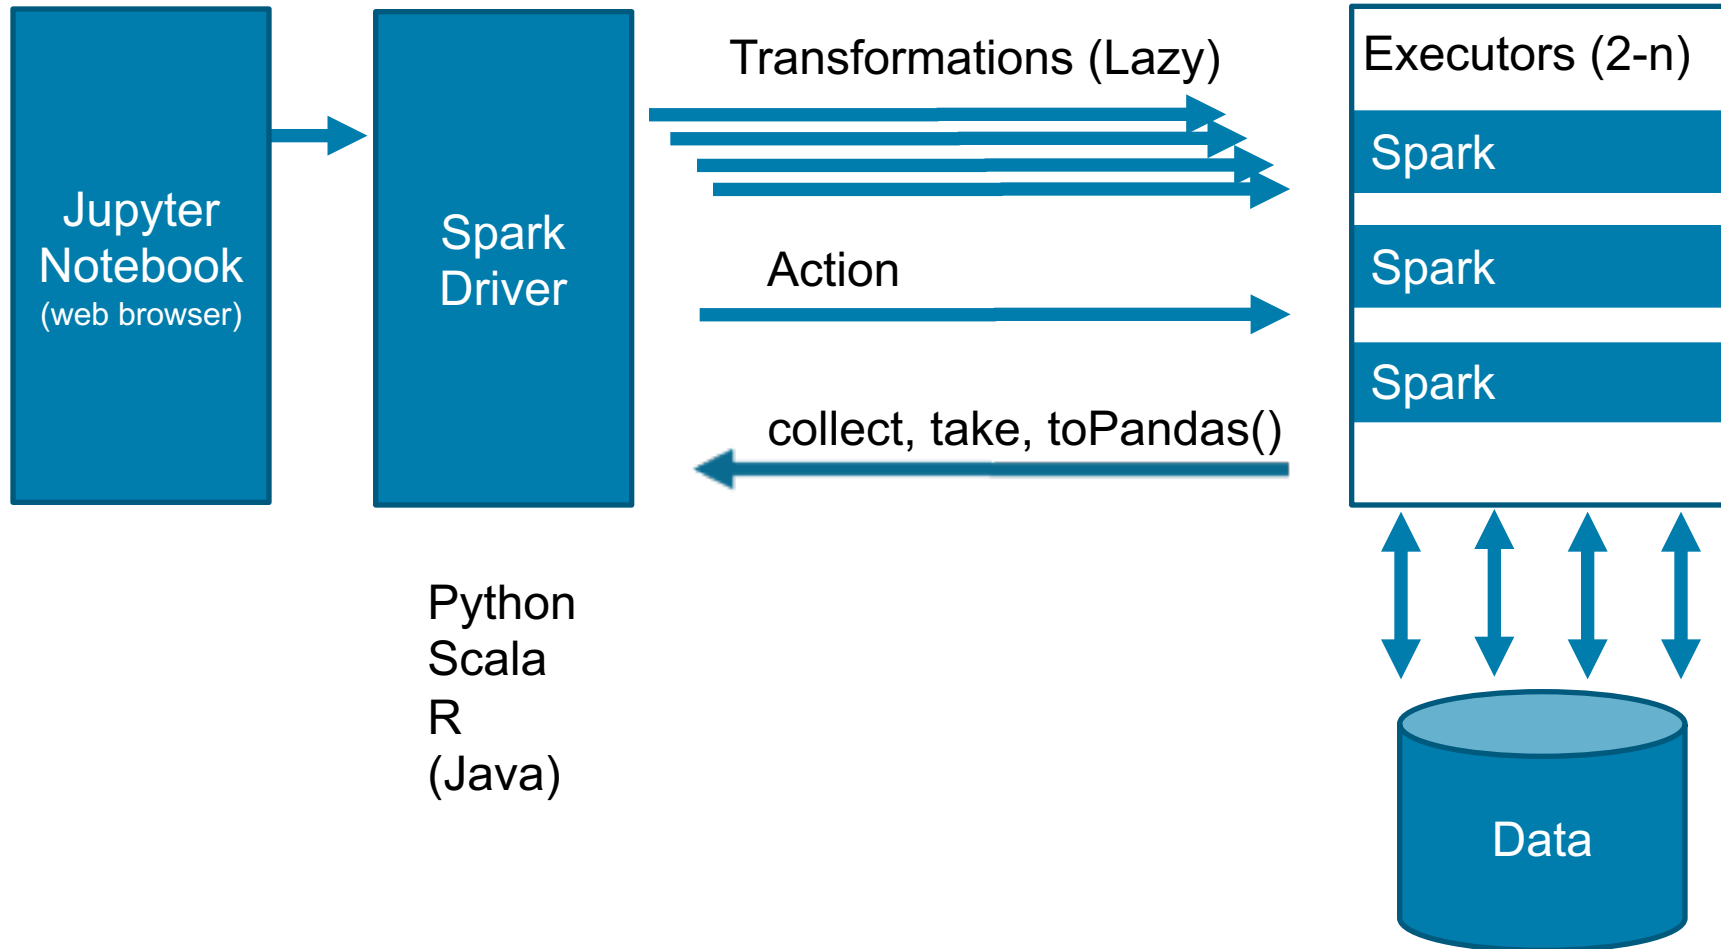 Jupyter
Notebook
(web browser)
Spark
Driver
Transformations (Lazy)
Action
collect, take, toPandas()
Executors (2-n)
Spark
Spark
Spark
Python
Scala
R
(Java)
Data